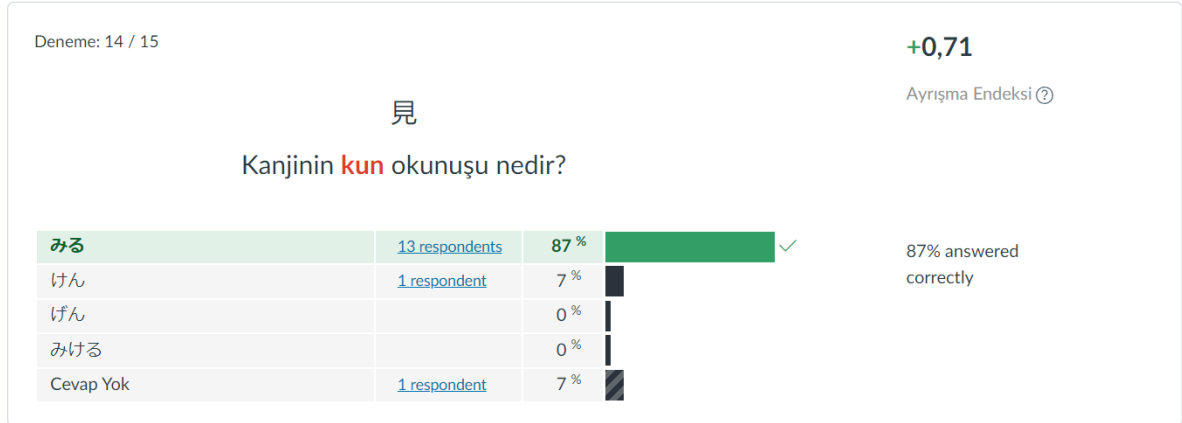 Deneme: 14 / 15
+0,71
Ayrışma Endeksi ?
見
Kanjinin kun okunuşu nedir?
みる 13 respondents 87 %
けん 1 respondent 7 %
げん 0 %
みける 0 %
Cevap Yok 1 respondent 7 %
87% answered
correctly